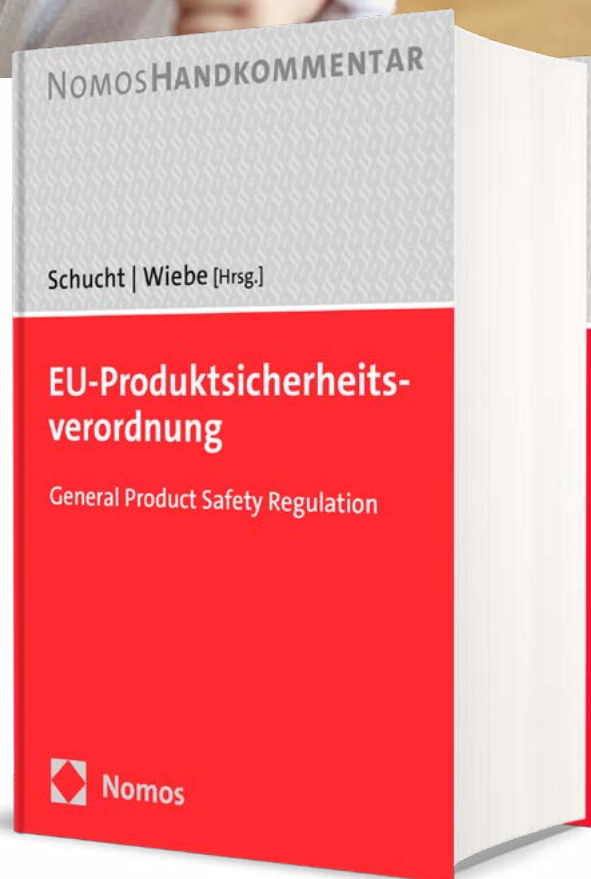 NOMOSHANDKOMMENTAR
Schucht | Wiebe [Hrsg.]
EU-Produktsicherheits-
verordnung
General Product Safety Regulation
Nomos